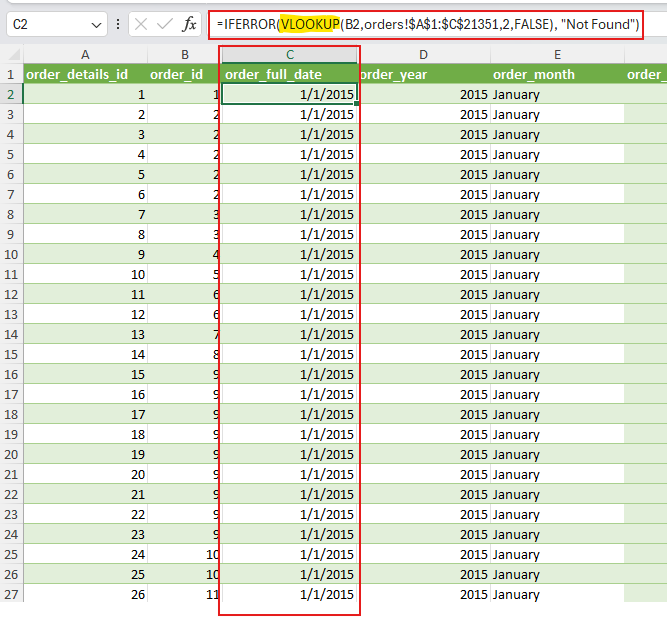 C2 fx =IFERROR(VLOOKUP(B2,orders!$A$1:$C$21351,2,FALSE), "Not Found")
A B C D E
1 order_details_id order_id order_full_date order_year order_month order_
2 1 1 1/1/2015 2015 January
3 2 2 1/1/2015 2015 January
4 3 2 1/1/2015 2015 January
5 4 2 1/1/2015 2015 January
6 5 2 1/1/2015 2015 January
7 6 2 1/1/2015 2015 January
8 7 3 1/1/2015 2015 January
9 8 3 1/1/2015 2015 January
10 9 4 1/1/2015 2015 January
11 10 5 1/1/2015 2015 January
12 11 6 1/1/2015 2015 January
13 12 6 1/1/2015 2015 January
14 13 7 1/1/2015 2015 January
15 14 8 1/1/2015 2015 January
16 15 9 1/1/2015 2015 January
17 16 9 1/1/2015 2015 January
18 17 9 1/1/2015 2015 January
19 18 9 1/1/2015 2015 January
20 19 9 1/1/2015 2015 January
21 20 9 1/1/2015 2015 January
22 21 9 1/1/2015 2015 January
23 22 9 1/1/2015 2015 January
24 23 9 1/1/2015 2015 January
25 24 10 1/1/2015 2015 January
26 25 10 1/1/2015 2015 January
27 26 11 1/1/2015 2015 January